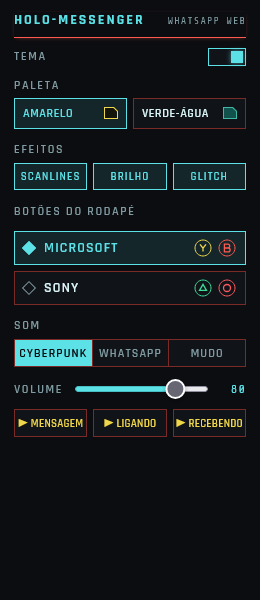 HOLO-MESSENGER WHATSAPP WEB
TEMA
PALETA
AMARELO VERDE-ÁGUA
EFEITOS
SCANLINES BRILHO GLITCH
BOTÕES DO RODAPÉ
MICROSOFT Y B
SONY
SOM
CYBERPUNK WHATSAPP MUDO
VOLUME 80
MENSAGEM LIGANDO RECEBENDO